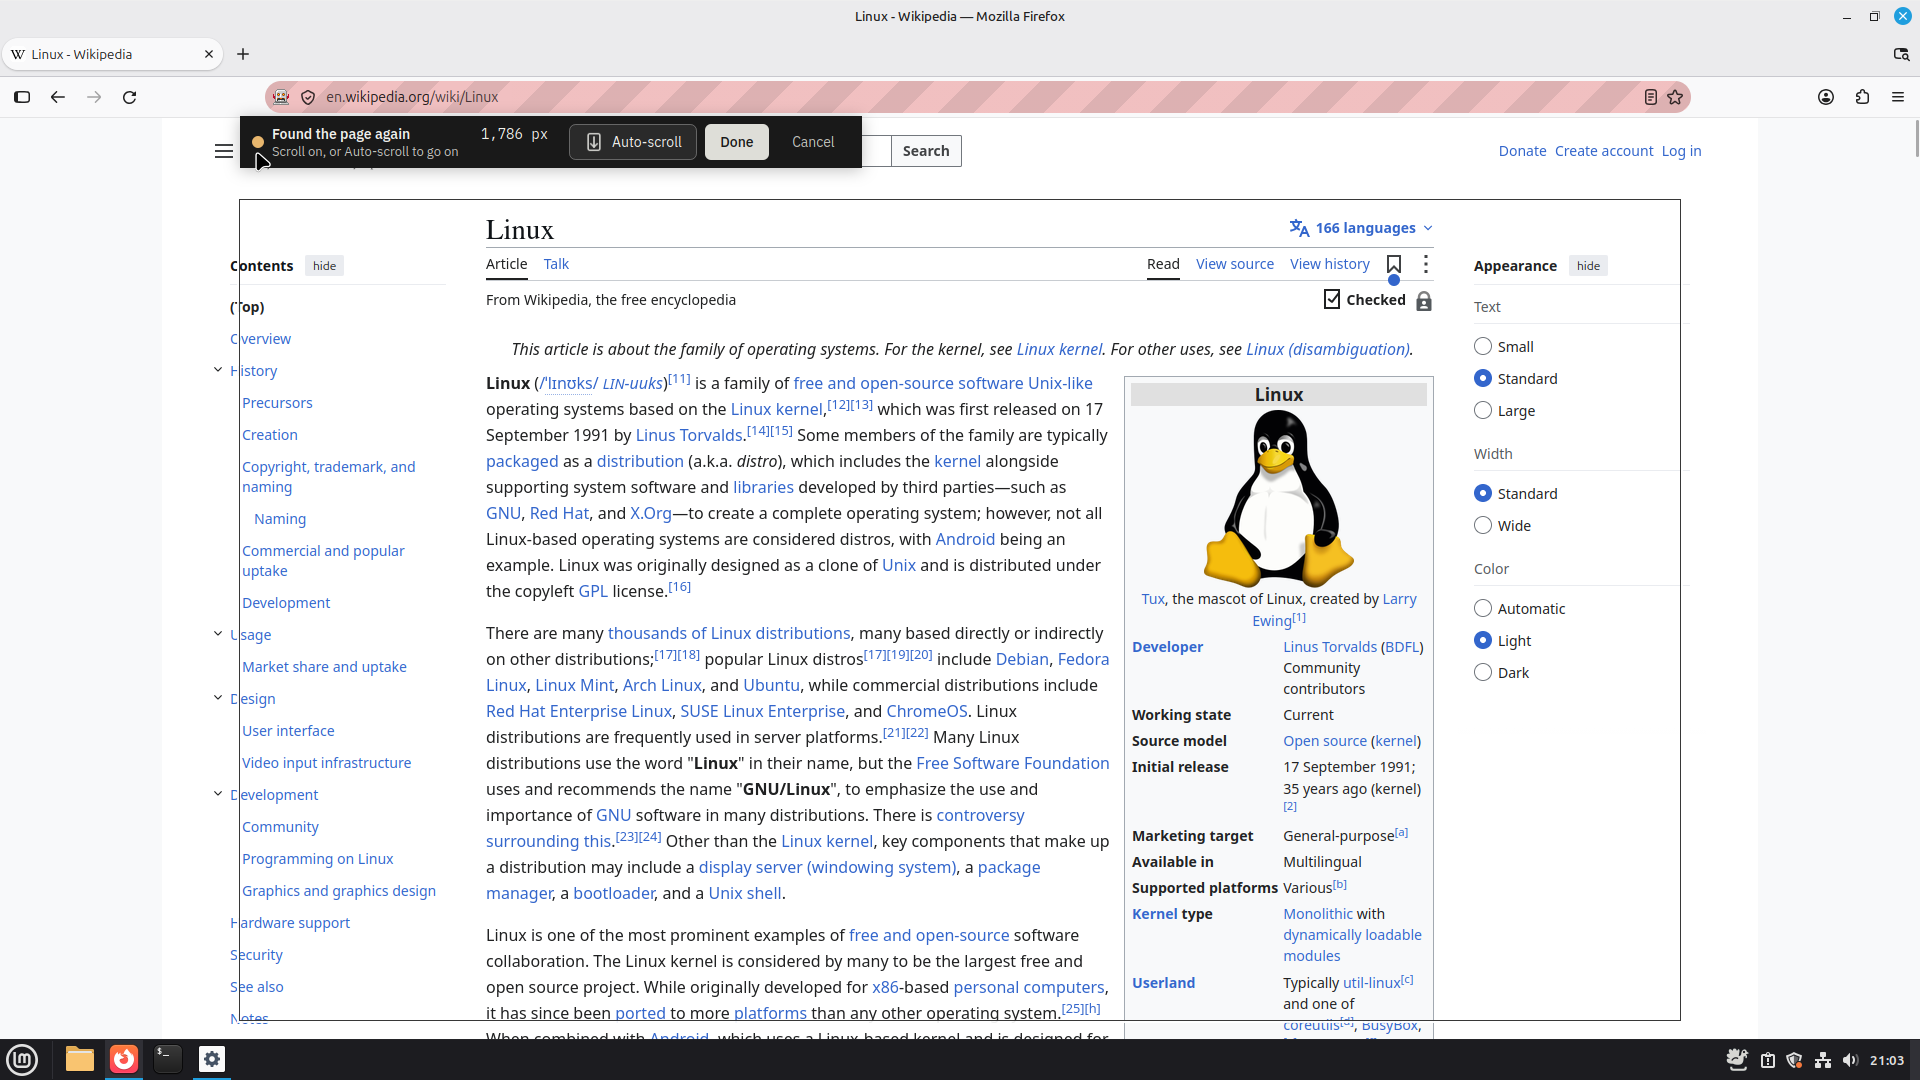 Linux - Wikipedia — Mozilla Firefox
Linux - Wikipedia
en.wikipedia.org/wiki/Linux
Found the page again
Scroll on, or Auto-scroll to go on
1,786 px
Auto-scroll
Done
Cancel
Search
Donate
Create account
Log in
Contents
hide
(Top)
Overview
History
Precursors
Creation
Copyright, trademark, and
naming
Naming
Commercial and popular
uptake
Development
Usage
Market share and uptake
Design
User interface
Video input infrastructure
Development
Community
Programming on Linux
Graphics and graphics design
Hardware support
Security
See also
Notes
Linux
166 languages
Article
Talk
Read
View source
View history
From Wikipedia, the free encyclopedia
Checked
This article is about the family of operating systems. For the kernel, see Linux kernel. For other uses, see Linux (disambiguation).
Linux (/ˈlɪnʊks/ LIN-uuks)[11] is a family of free and open-source software Unix-like
operating systems based on the Linux kernel,[12][13] which was first released on 17
September 1991 by Linus Torvalds.[14][15] Some members of the family are typically
packaged as a distribution (a.k.a. distro), which includes the kernel alongside
supporting system software and libraries developed by third parties—such as
GNU, Red Hat, and X.Org—to create a complete operating system; however, not all
Linux-based operating systems are considered distros, with Android being an
example. Linux was originally designed as a clone of Unix and is distributed under
the copyleft GPL license.[16]
There are many thousands of Linux distributions, many based directly or indirectly
on other distributions;[17][18] popular Linux distros[17][19][20] include Debian, Fedora
Linux, Linux Mint, Arch Linux, and Ubuntu, while commercial distributions include
Red Hat Enterprise Linux, SUSE Linux Enterprise, and ChromeOS. Linux
distributions are frequently used in server platforms.[21][22] Many Linux
distributions use the word "Linux" in their name, but the Free Software Foundation
uses and recommends the name "GNU/Linux", to emphasize the use and
importance of GNU software in many distributions. There is controversy
surrounding this.[23][24] Other than the Linux kernel, key components that make up
a distribution may include a display server (windowing system), a package
manager, a bootloader, and a Unix shell.
Linux is one of the most prominent examples of free and open-source software
collaboration. The Linux kernel is considered by many to be the largest free and
open source project. While originally developed for x86-based personal computers,
it has since been ported to more platforms than any other operating system.[25][h]
When combined with Android, which uses a Linux-based kernel and is designed for
Linux
Tux, the mascot of Linux, created by Larry
Ewing[1]
Developer
Linus Torvalds (BDFL)
Community
contributors
Working state
Current
Source model
Open source (kernel)
Initial release
17 September 1991;
35 years ago (kernel)
[2]
Marketing target
General-purpose[a]
Available in
Multilingual
Supported platforms
Various[b]
Kernel type
Monolithic with
dynamically loadable
modules
Userland
Typically util-linux[c]
and one of
coreutils[d], BusyBox,
Appearance
hide
Text
Small
Standard
Large
Width
Standard
Wide
Color
Automatic
Light
Dark
21:03